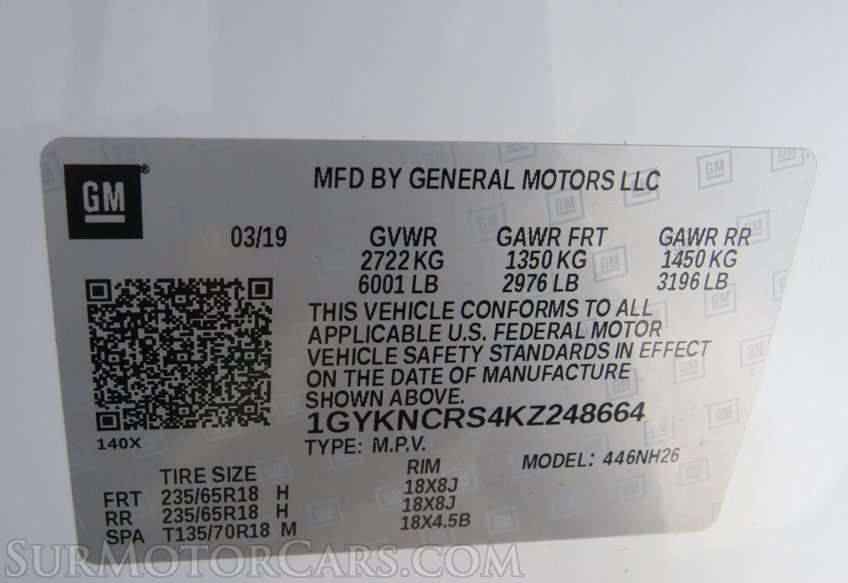 GM
MFD BY GENERAL MOTORS LLC
03/19 GVWR GAWR FRT GAWR RR
2722 KG 1350 KG 1450 KG
6001 LB 2976 LB 3196 LB
THIS VEHICLE CONFORMS TO ALL
APPLICABLE U.S. FEDERAL MOTOR
VEHICLE SAFETY STANDARDS IN EFFECT
ON THE DATE OF MANUFACTURE
SHOWN ABOVE.
1GYKNCRS4KZ248664
140X
TYPE: M.P.V. MODEL: 446NH26
TIRE SIZE RIM
FRT 235/65R18 H 18X8J
RR 235/65R18 H 18X8J
SPA T135/70R18 M 18X4.5B
SURMOTORCARS.COM
SURMOTORCARS.COM